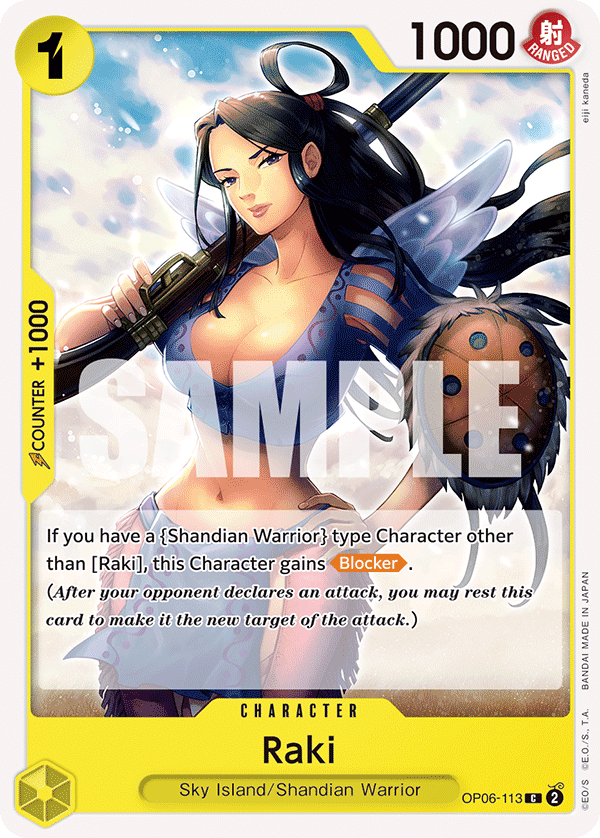 1
1000
射
RANGED
eiji kaneda
COUNTER +1000
SAMPLE
If you have a {Shandian Warrior} type Character other
than [Raki], this Character gains Blocker.
(After your opponent declares an attack, you may rest this
card to make it the new target of the attack.)
CHARACTER
Raki
Sky Island/Shandian Warrior
OP06-113 C 2
©EO/S ©E.O./S., T.A. BANDAI MADE IN JAPAN